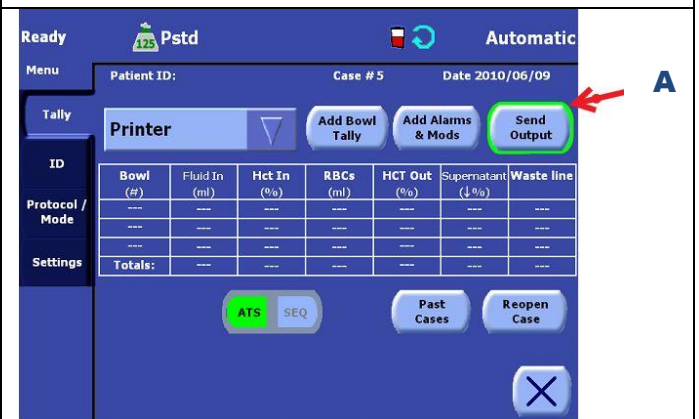 Ready 125 Pstd Automatic
Menu Patient ID: Case # 5 Date 2010/06/09
A
Tally
Printer
Add Bowl
Tally
Add Alarms
& Mods
Send
Output
ID
Protocol /
Mode
Settings
Bowl Fluid In Hct In RBCs HCT Out Supernatant Waste line
(#) (ml) (%) (ml) (%) (↓%)
--- --- --- --- --- --- ---
--- --- --- --- --- --- ---
--- --- --- --- --- --- ---
Totals: --- --- --- --- --- ---
ATS SEQ
Past
Cases
Reopen
Case